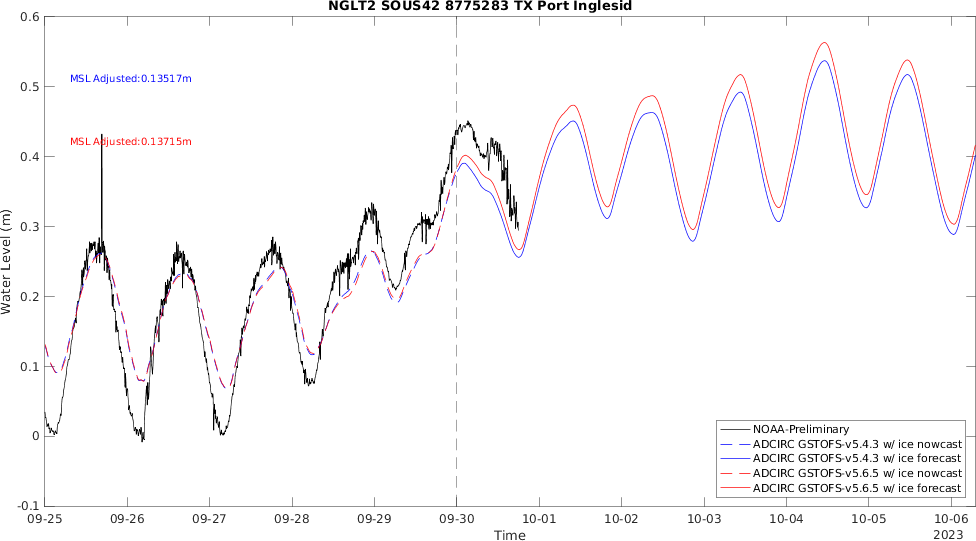 NGLT2 SOUS42 8775283 TX Port Inglesid
0.6
0.5
0.4
0.3
0.2
0.1
0
-0.1
Water Level (m)
MSL Adjusted:0.13517m
MSL Adjusted:0.13715m
NOAA-Preliminary
ADCIRC GSTOFS-v5.4.3 w/ ice nowcast
ADCIRC GSTOFS-v5.4.3 w/ ice forecast
ADCIRC GSTOFS-v5.6.5 w/ ice nowcast
ADCIRC GSTOFS-v5.6.5 w/ ice forecast
09-25 09-26 09-27 09-28 09-29 09-30 10-01 10-02 10-03 10-04 10-05 10-06
2023
Time